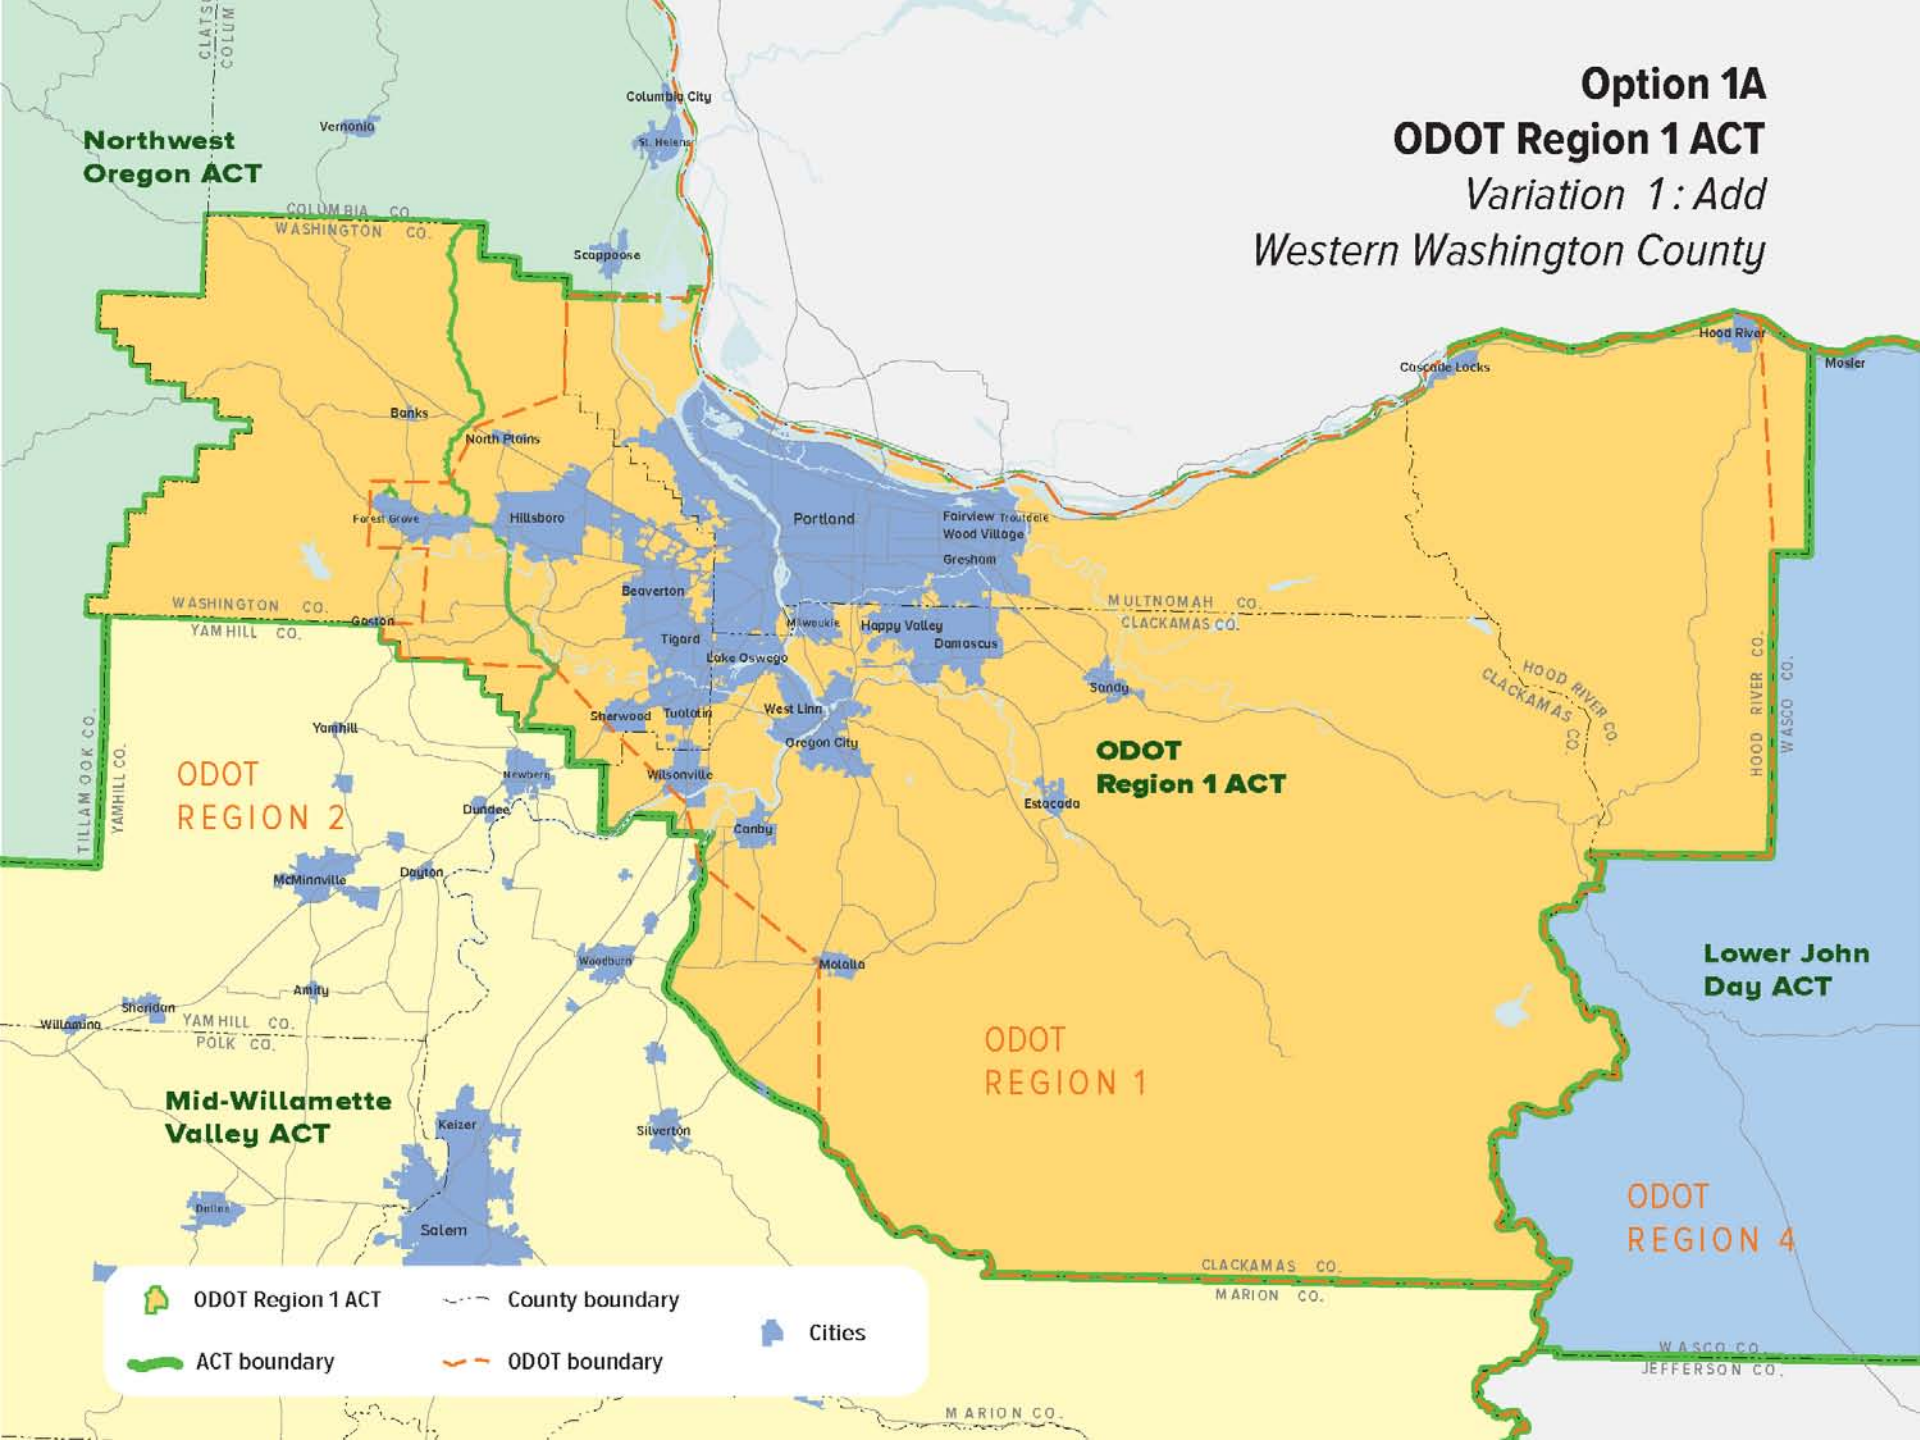 Option 1A
ODOT Region 1 ACT
Variation 1: Add
Western Washington County
CLATS
COLUM
Columbia City
Vernonia
St. Helens
Northwest
Oregon ACT
COLUMBIA CO.
WASHINGTON CO.
Scappoose
Hood River
Mosier
Cascade Locks
Banks
North Plains
Forest Grove
Hillsboro
Portland
Fairview Troutdale
Wood Village
Gresham
Beaverton
WASHINGTON CO.
YAMHILL CO.
Gaston
MULTNOMAH CO.
CLACKAMAS CO.
Milwaukie
Happy Valley
Damascus
Tigard
Lake Oswego
Sandy
HOOD RIVER CO.
CLACKAMAS CO.
HOOD RIVER CO.
WASCO CO.
Sherwood
Tualatin
West Linn
Oregon City
Yamhill
TILLAMOOK CO.
YAMHILL CO.
ODOT
REGION 2
Newberg
Wilsonville
Dundee
Canby
Estacada
ODOT
Region 1 ACT
McMinnville
Dayton
Woodburn
Molalla
Lower John
Day ACT
Amity
Sheridan
Willamina
YAMHILL CO.
POLK CO.
ODOT
REGION 1
Mid-Willamette
Valley ACT
Keizer
Silverton
Dallas
Salem
ODOT
REGION 4
CLACKAMAS CO.
MARION CO.
WASCO CO.
JEFFERSON CO.
MARION CO.
ODOT Region 1 ACT
County boundary
Cities
ACT boundary
ODOT boundary